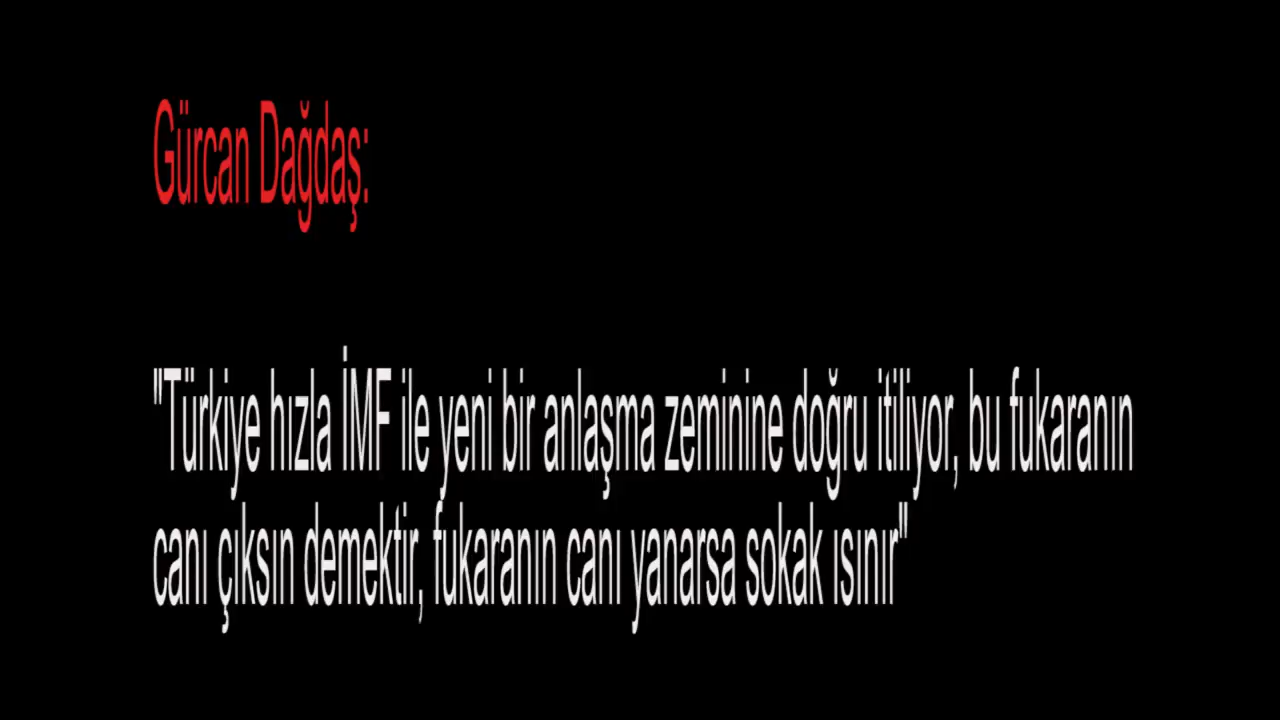 Gürcan Dağdaş:
"Türkiye hızla İMF ile yeni bir anlaşma zeminine doğru itiliyor, bu fukaranın
canı çıksın demektir, fukaranın canı yanarsa sokak ısınır"